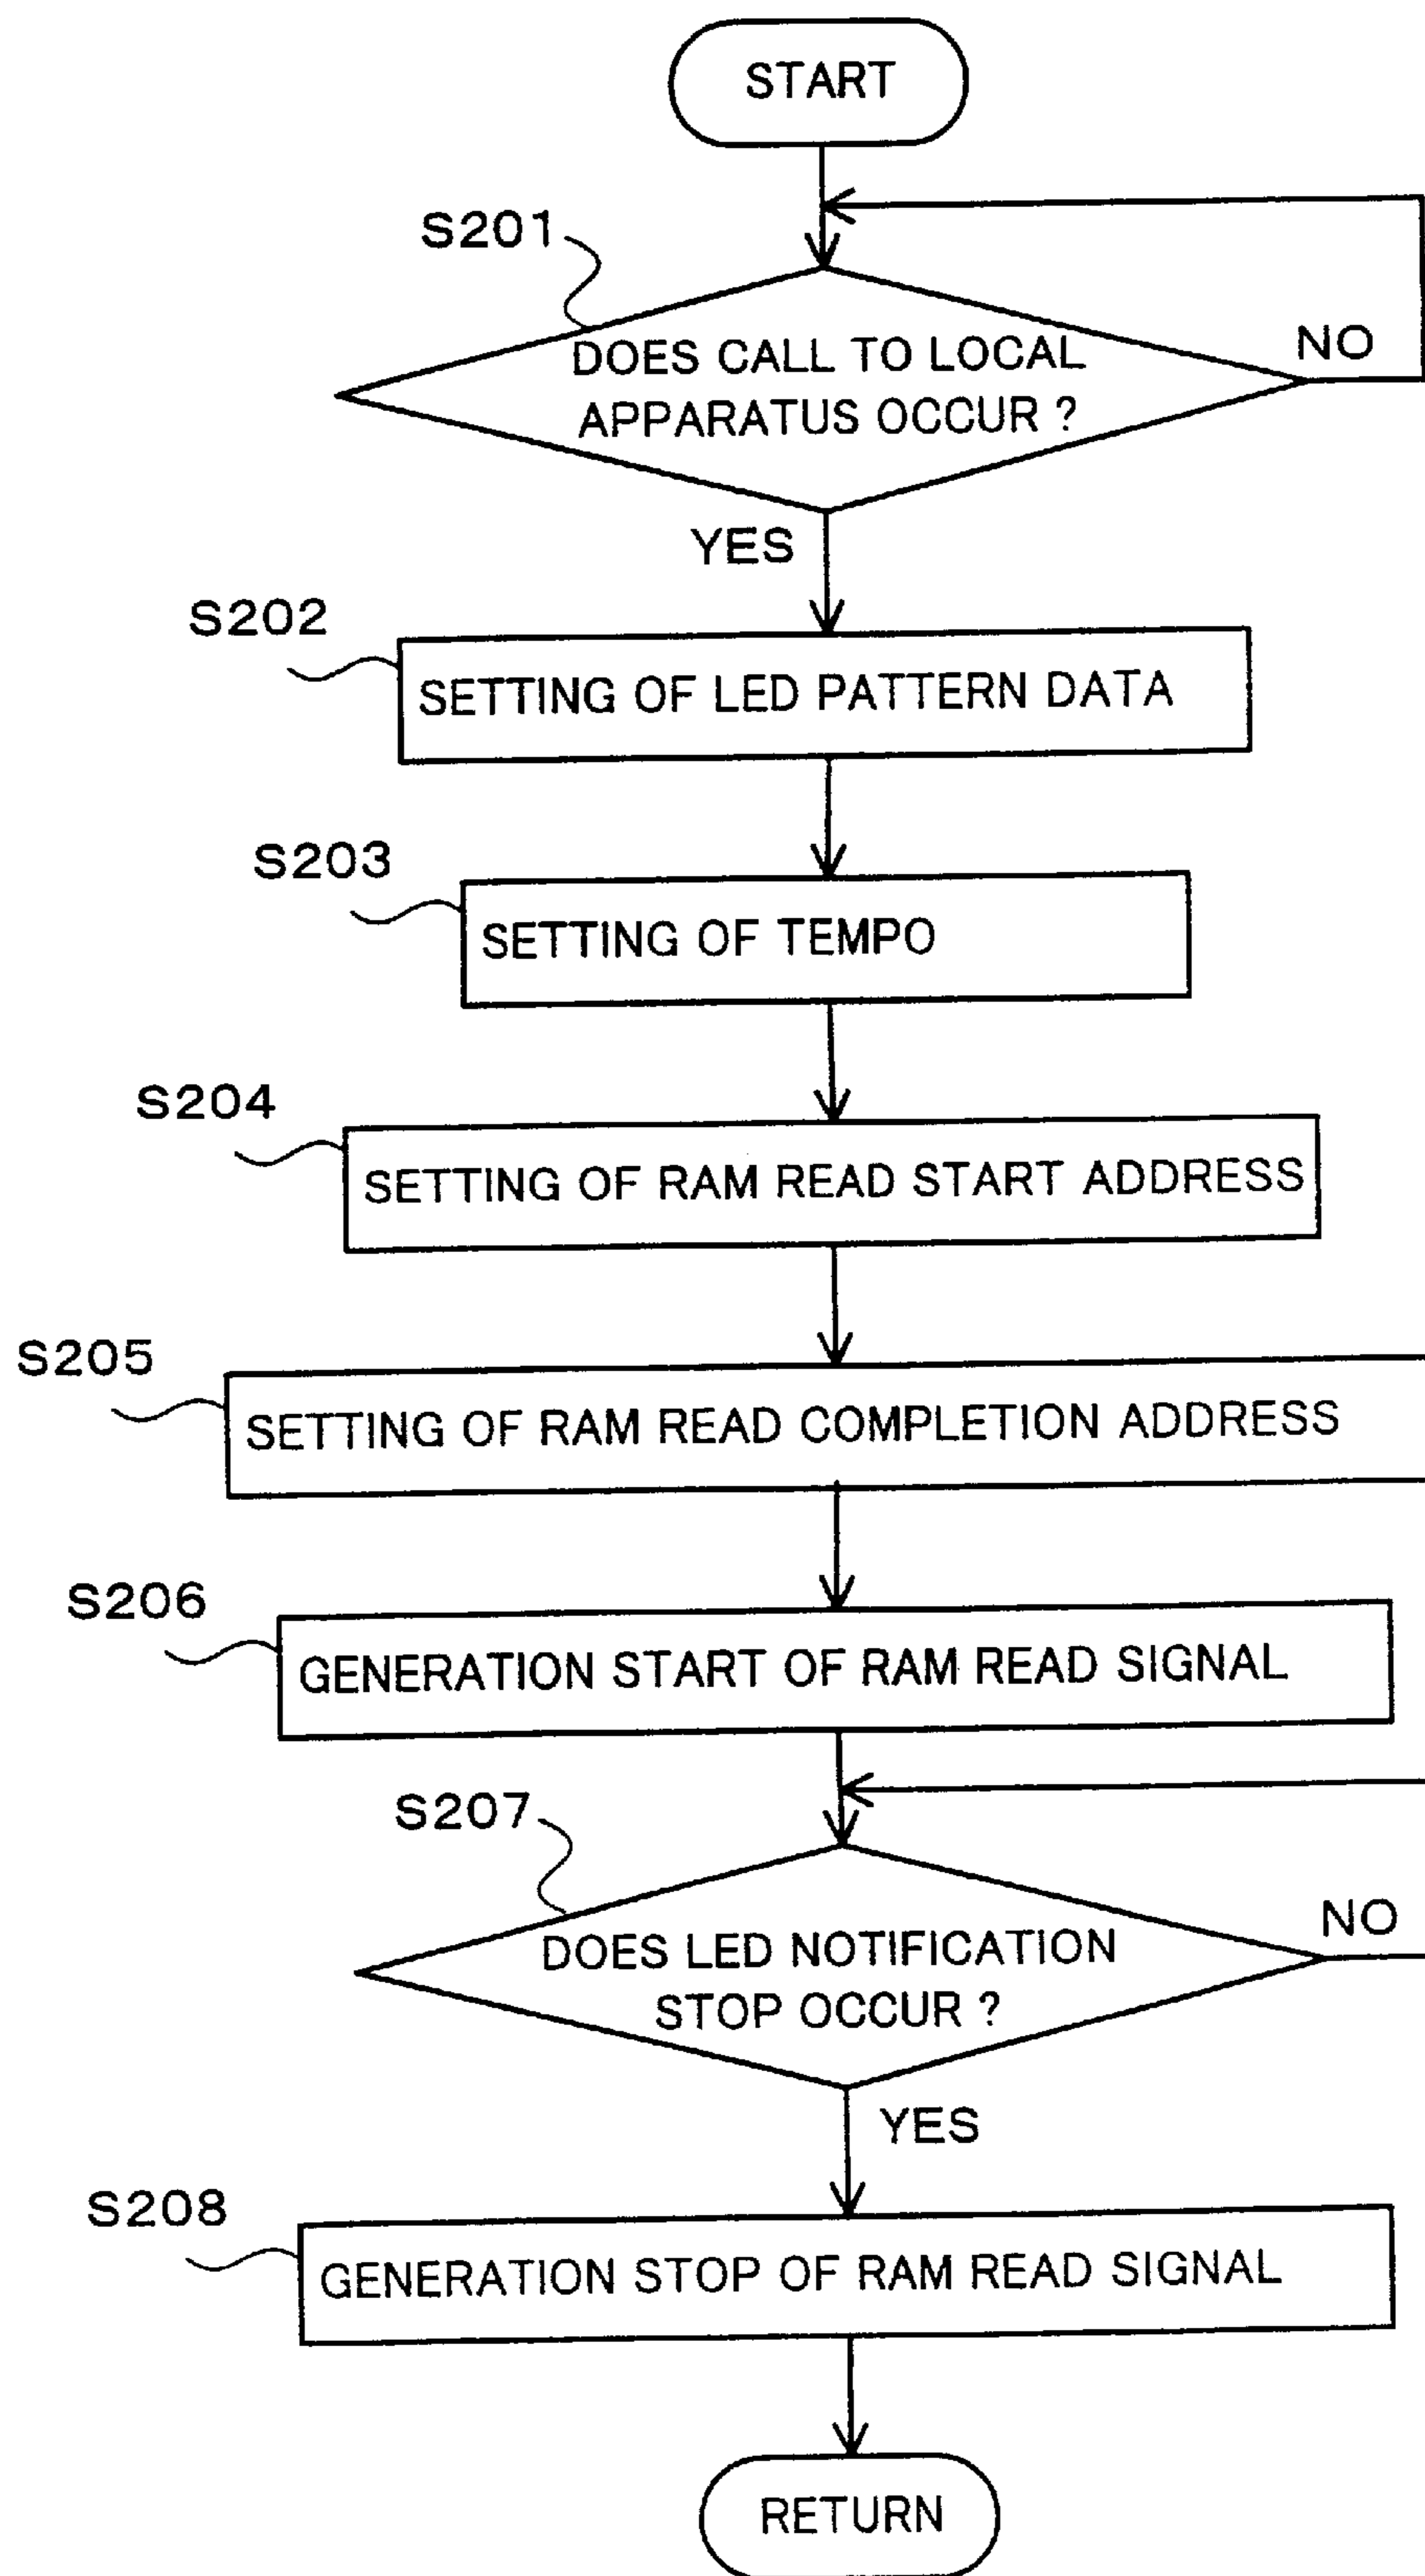 START
S201
DOES CALL TO LOCAL
APPARATUS OCCUR ?
NO
YES
S202
SETTING OF LED PATTERN DATA
S203
SETTING OF TEMPO
S204
SETTING OF RAM READ START ADDRESS
S205
SETTING OF RAM READ COMPLETION ADDRESS
S206
GENERATION START OF RAM READ SIGNAL
S207
DOES LED NOTIFICATION
STOP OCCUR ?
NO
YES
S208
GENERATION STOP OF RAM READ SIGNAL
RETURN